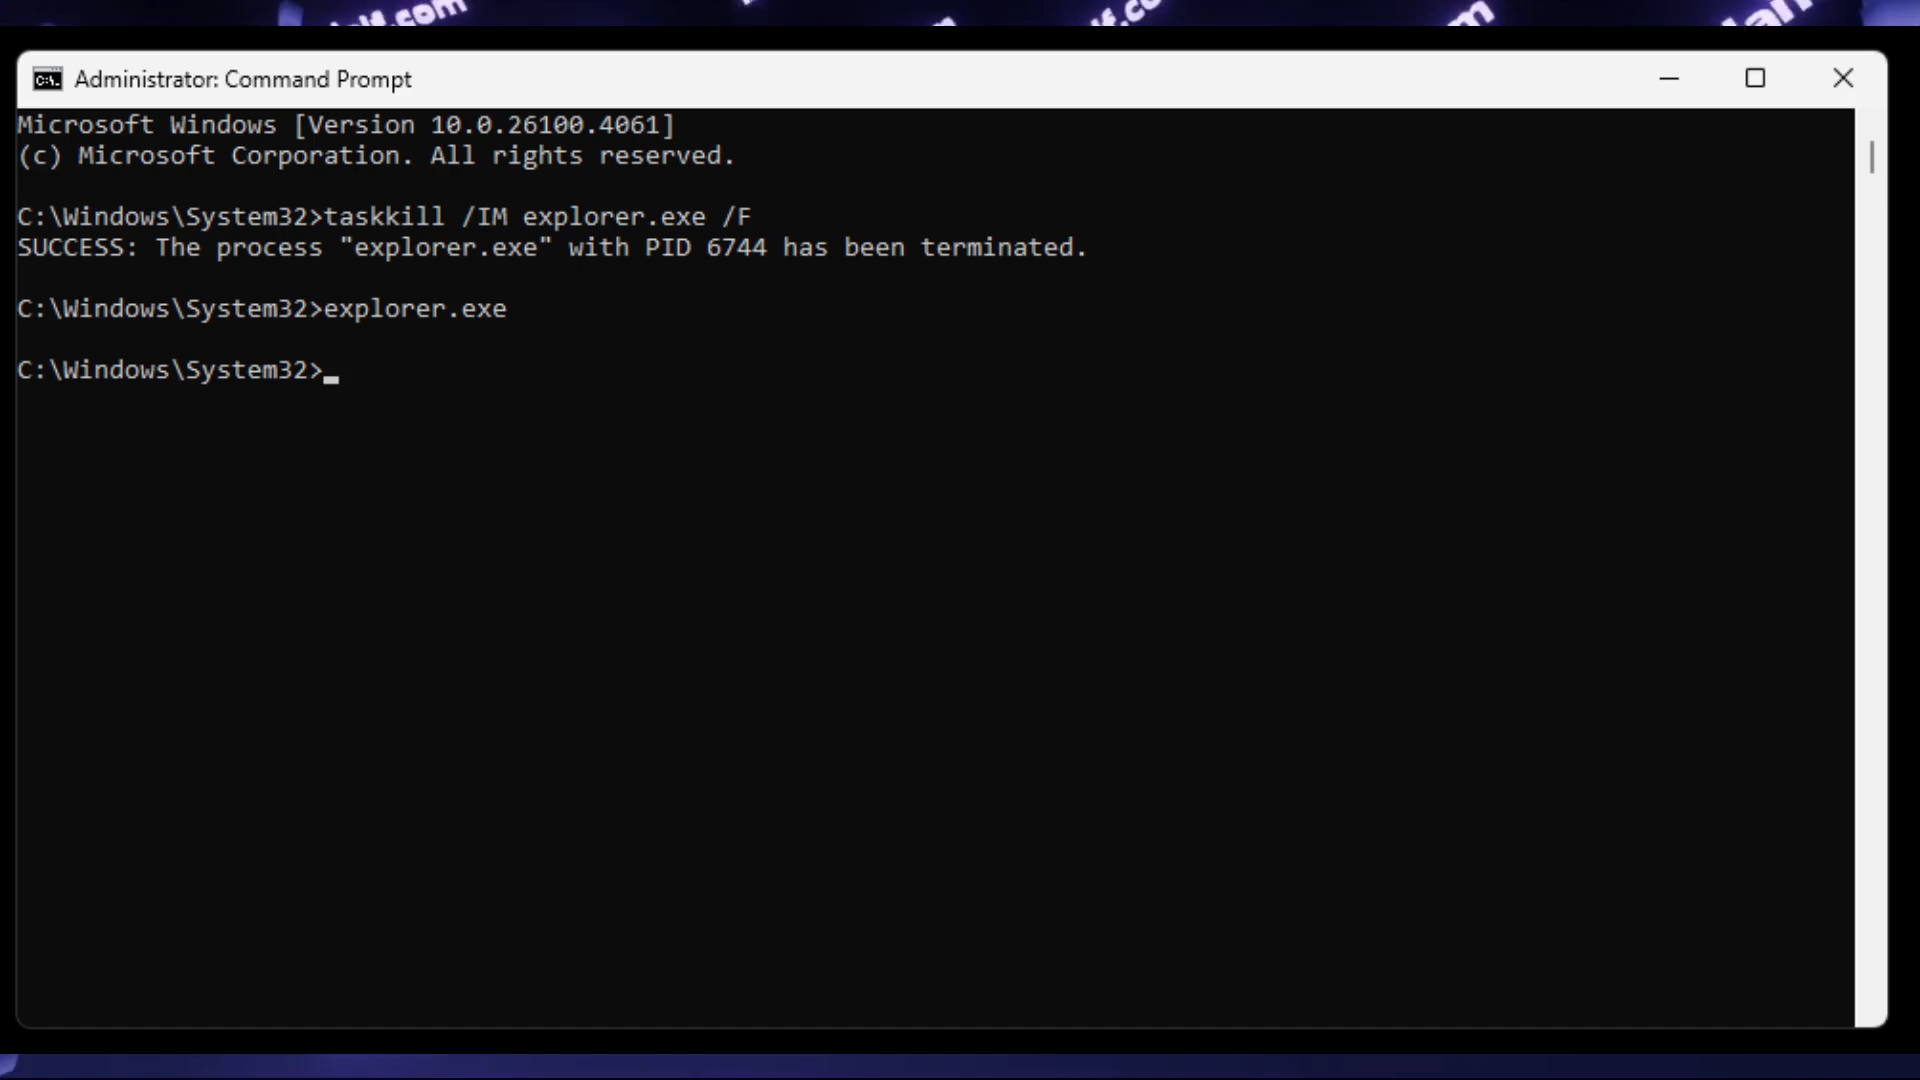 Administrator: Command Prompt
Microsoft Windows [Version 10.0.26100.4061]
(c) Microsoft Corporation. All rights reserved.
C:\Windows\System32>taskkill /IM explorer.exe /F
SUCCESS: The process "explorer.exe" with PID 6744 has been terminated.
C:\Windows\System32>explorer.exe
C:\Windows\System32>